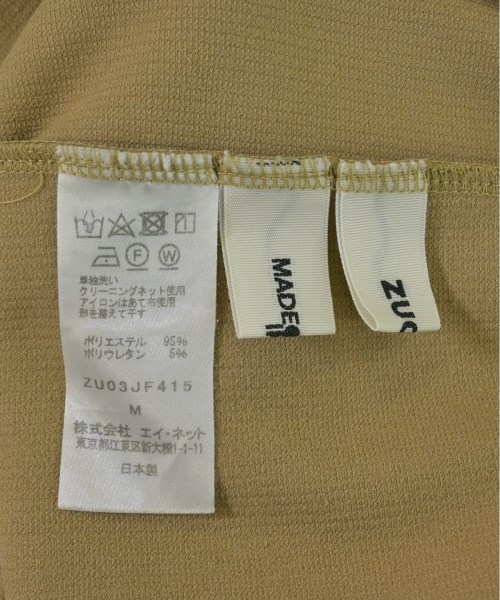 F
W
単独洗い
クリーニングネット使用
アイロンはあて布使用
形を整えて干す
ポリエステル 95%
ポリウレタン 5%
ZU03JF415
M
株式会社 エイ・ネット
東京都江東区新大橋1-1-11
日本製
MADE
ZUC